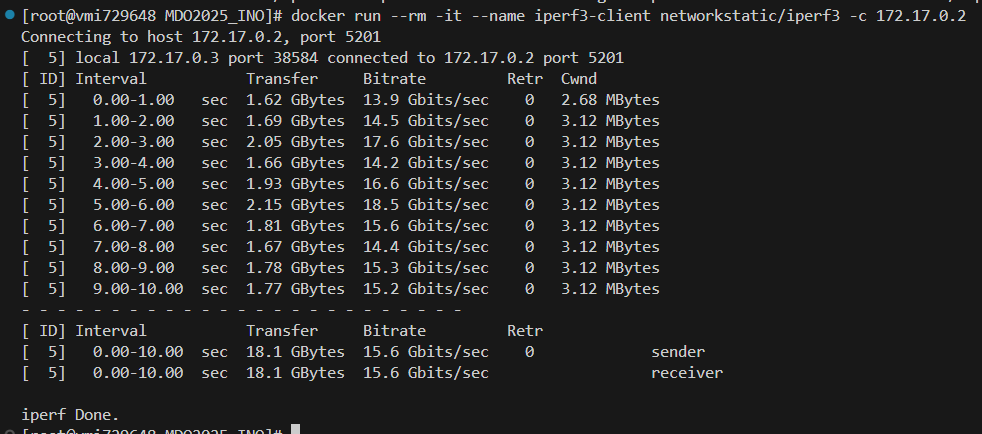 [root@vmi729648 MDO2025_INO]# docker run --rm -it --name iperf3-client networkstatic/iperf3 -c 172.17.0.2
Connecting to host 172.17.0.2, port 5201
[  5] local 172.17.0.3 port 38584 connected to 172.17.0.2 port 5201
[ ID] Interval           Transfer     Bitrate         Retr  Cwnd
[  5]   0.00-1.00   sec  1.62 GBytes  13.9 Gbits/sec    0   2.68 MBytes
[  5]   1.00-2.00   sec  1.69 GBytes  14.5 Gbits/sec    0   3.12 MBytes
[  5]   2.00-3.00   sec  2.05 GBytes  17.6 Gbits/sec    0   3.12 MBytes
[  5]   3.00-4.00   sec  1.66 GBytes  14.2 Gbits/sec    0   3.12 MBytes
[  5]   4.00-5.00   sec  1.93 GBytes  16.6 Gbits/sec    0   3.12 MBytes
[  5]   5.00-6.00   sec  2.15 GBytes  18.5 Gbits/sec    0   3.12 MBytes
[  5]   6.00-7.00   sec  1.81 GBytes  15.6 Gbits/sec    0   3.12 MBytes
[  5]   7.00-8.00   sec  1.67 GBytes  14.4 Gbits/sec    0   3.12 MBytes
[  5]   8.00-9.00   sec  1.78 GBytes  15.3 Gbits/sec    0   3.12 MBytes
[  5]   9.00-10.00  sec  1.77 GBytes  15.2 Gbits/sec    0   3.12 MBytes
- - - - - - - - - - - - - - - - - - - - - - - - -
[ ID] Interval           Transfer     Bitrate         Retr
[  5]   0.00-10.00  sec  18.1 GBytes  15.6 Gbits/sec    0             sender
[  5]   0.00-10.00  sec  18.1 GBytes  15.6 Gbits/sec                  receiver
iperf Done.
[root@vmi729648 MDO2025_INO]#